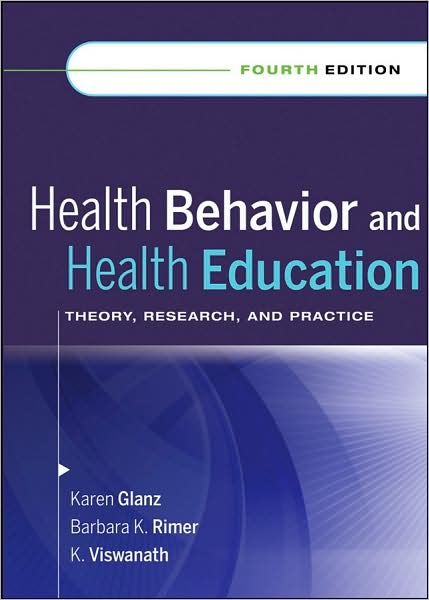 FOURTH EDITION
Health Behavior and
Health Education
THEORY, RESEARCH, AND PRACTICE
Karen Glanz
Barbara K. Rimer
K. Viswanath